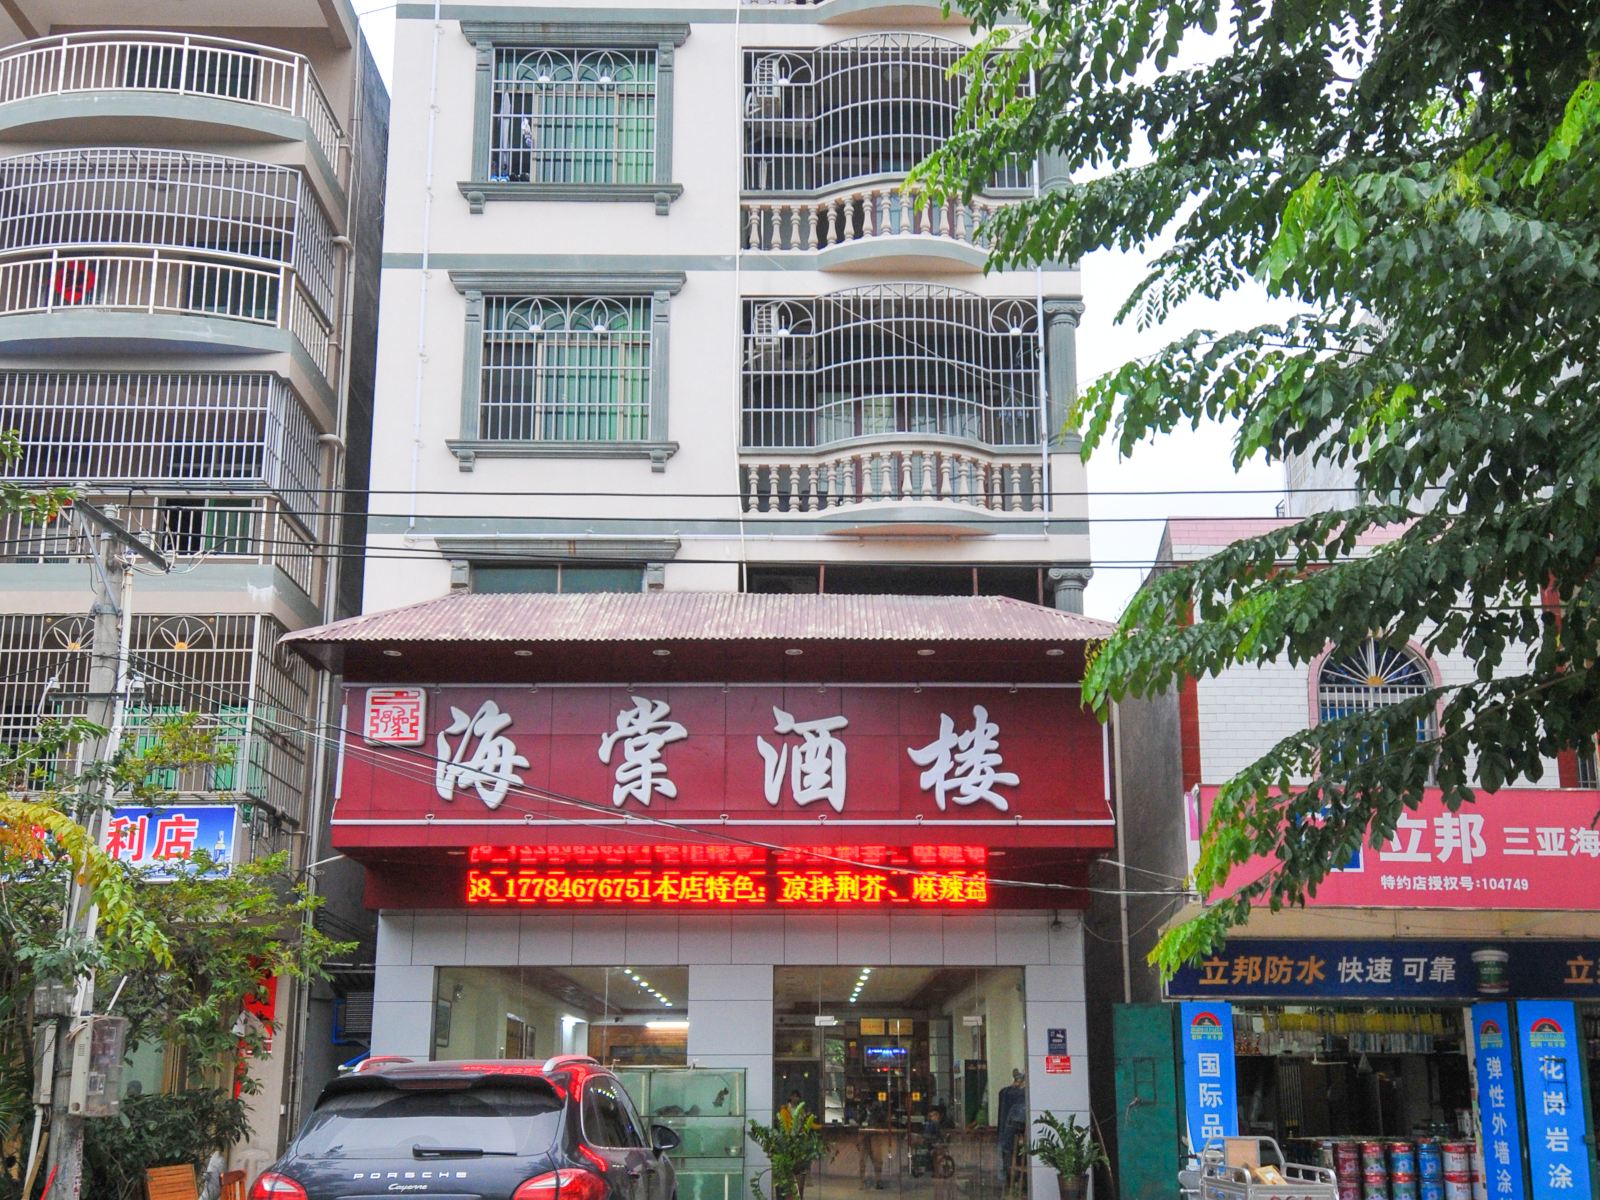 海棠酒楼
豫
58.17784676751本店特色：凉拌荆芥、麻辣
利店
立邦 三亚海
特约店授权号:104749
立邦防水 快速 可靠
立
国际品
弹性外墙涂
花岗岩涂
PORSCHE
Cayenne